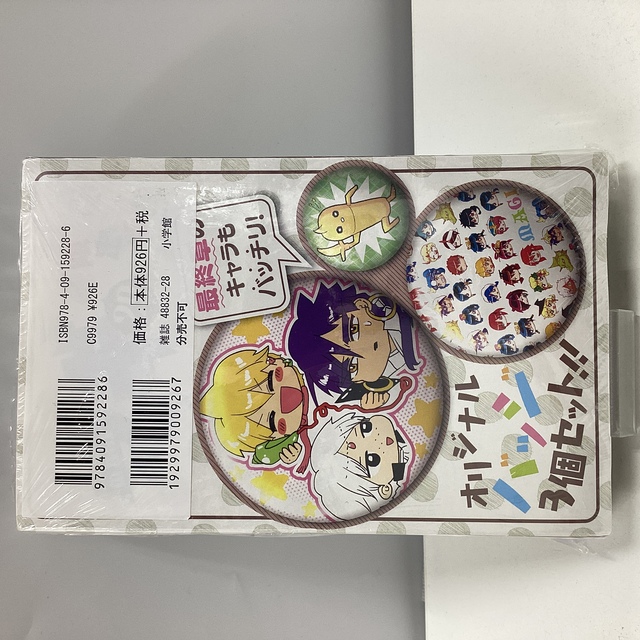 オリジナル
バッジ
3個セット!!
最終章の
キャラも
バッチリ!
MAGI
ISBN978-4-09-159228-6
C9979 ¥926E
価格:本体926円+税
雑誌 48832-28 小学館
分売不可
9784091592286
1929979009267